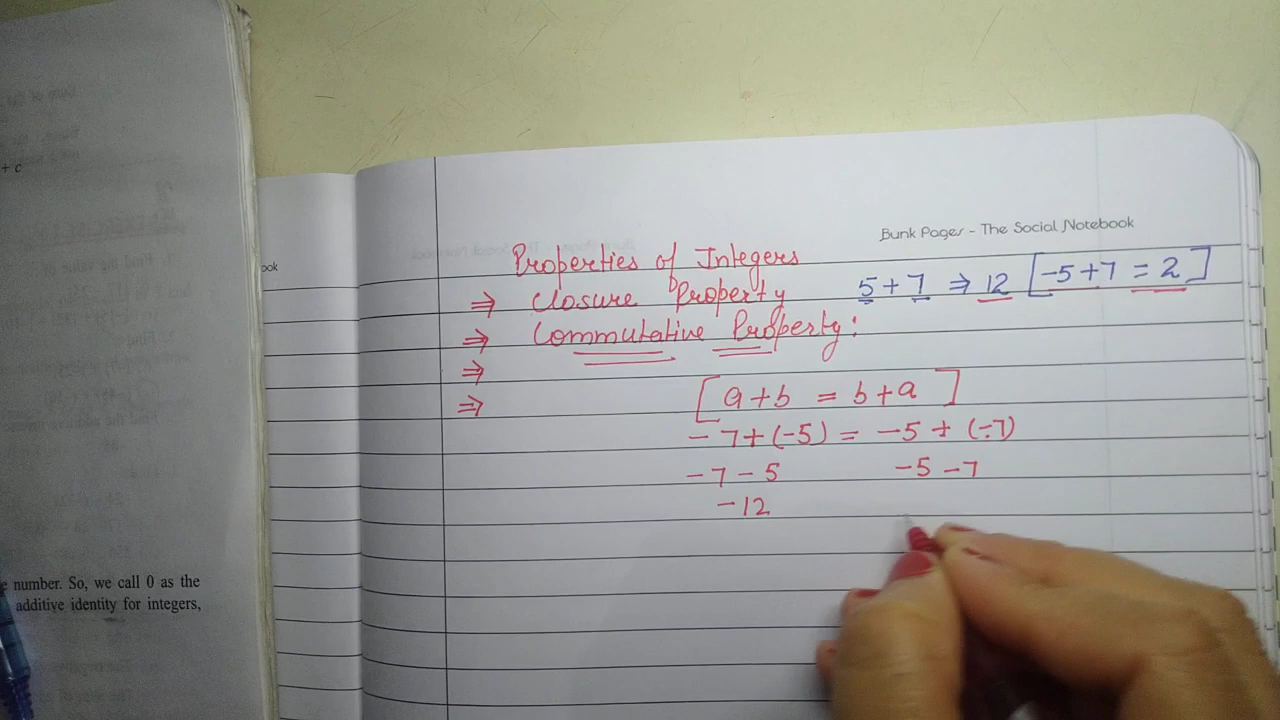 + c
e number. So, we call 0 as the
additive identity for integers,
ook
Bunk Pages - The Social Notebook
Properties of Integers
⇒ Closure Property 5 + 7 ⇒ 12 [-5+7 = 2]
⇒ Commutative Property:
⇒
⇒ [a+b = b+a]
-7+(-5) = -5 + (-7)
-7-5 -5-7
-12